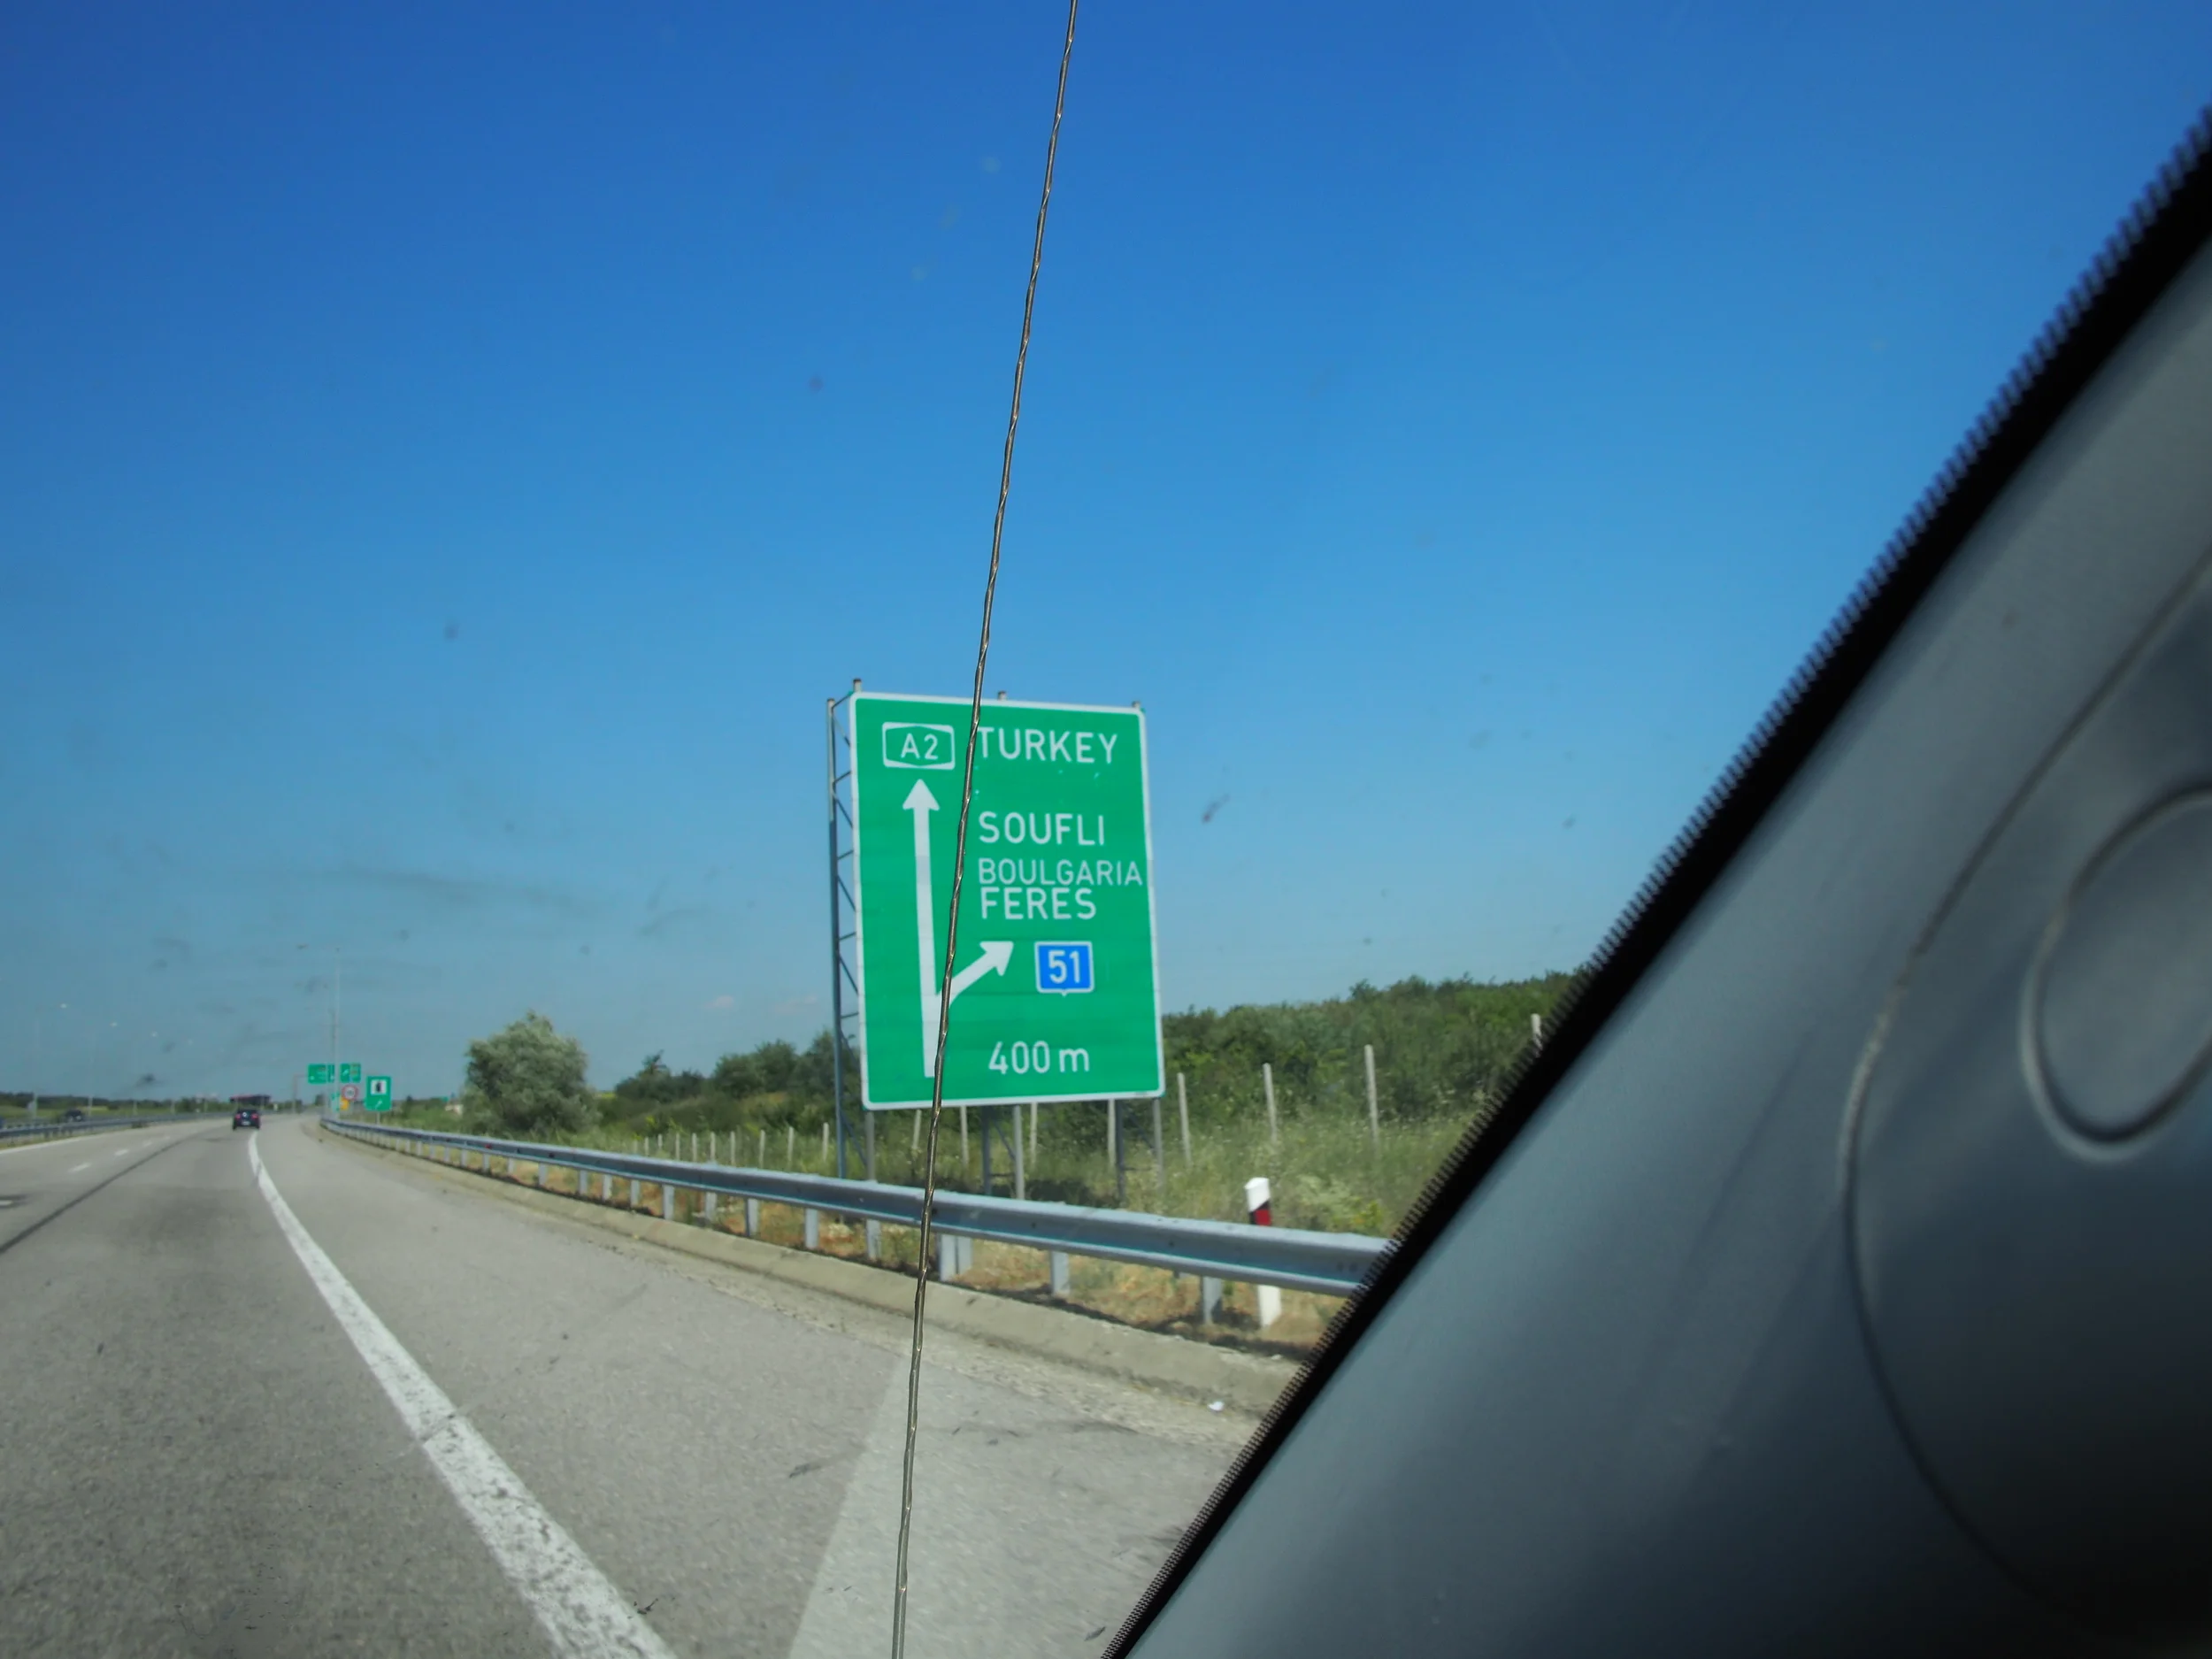 A2 TURKEY
SOUFLI
BOULGARIA
FERES
51
400 m